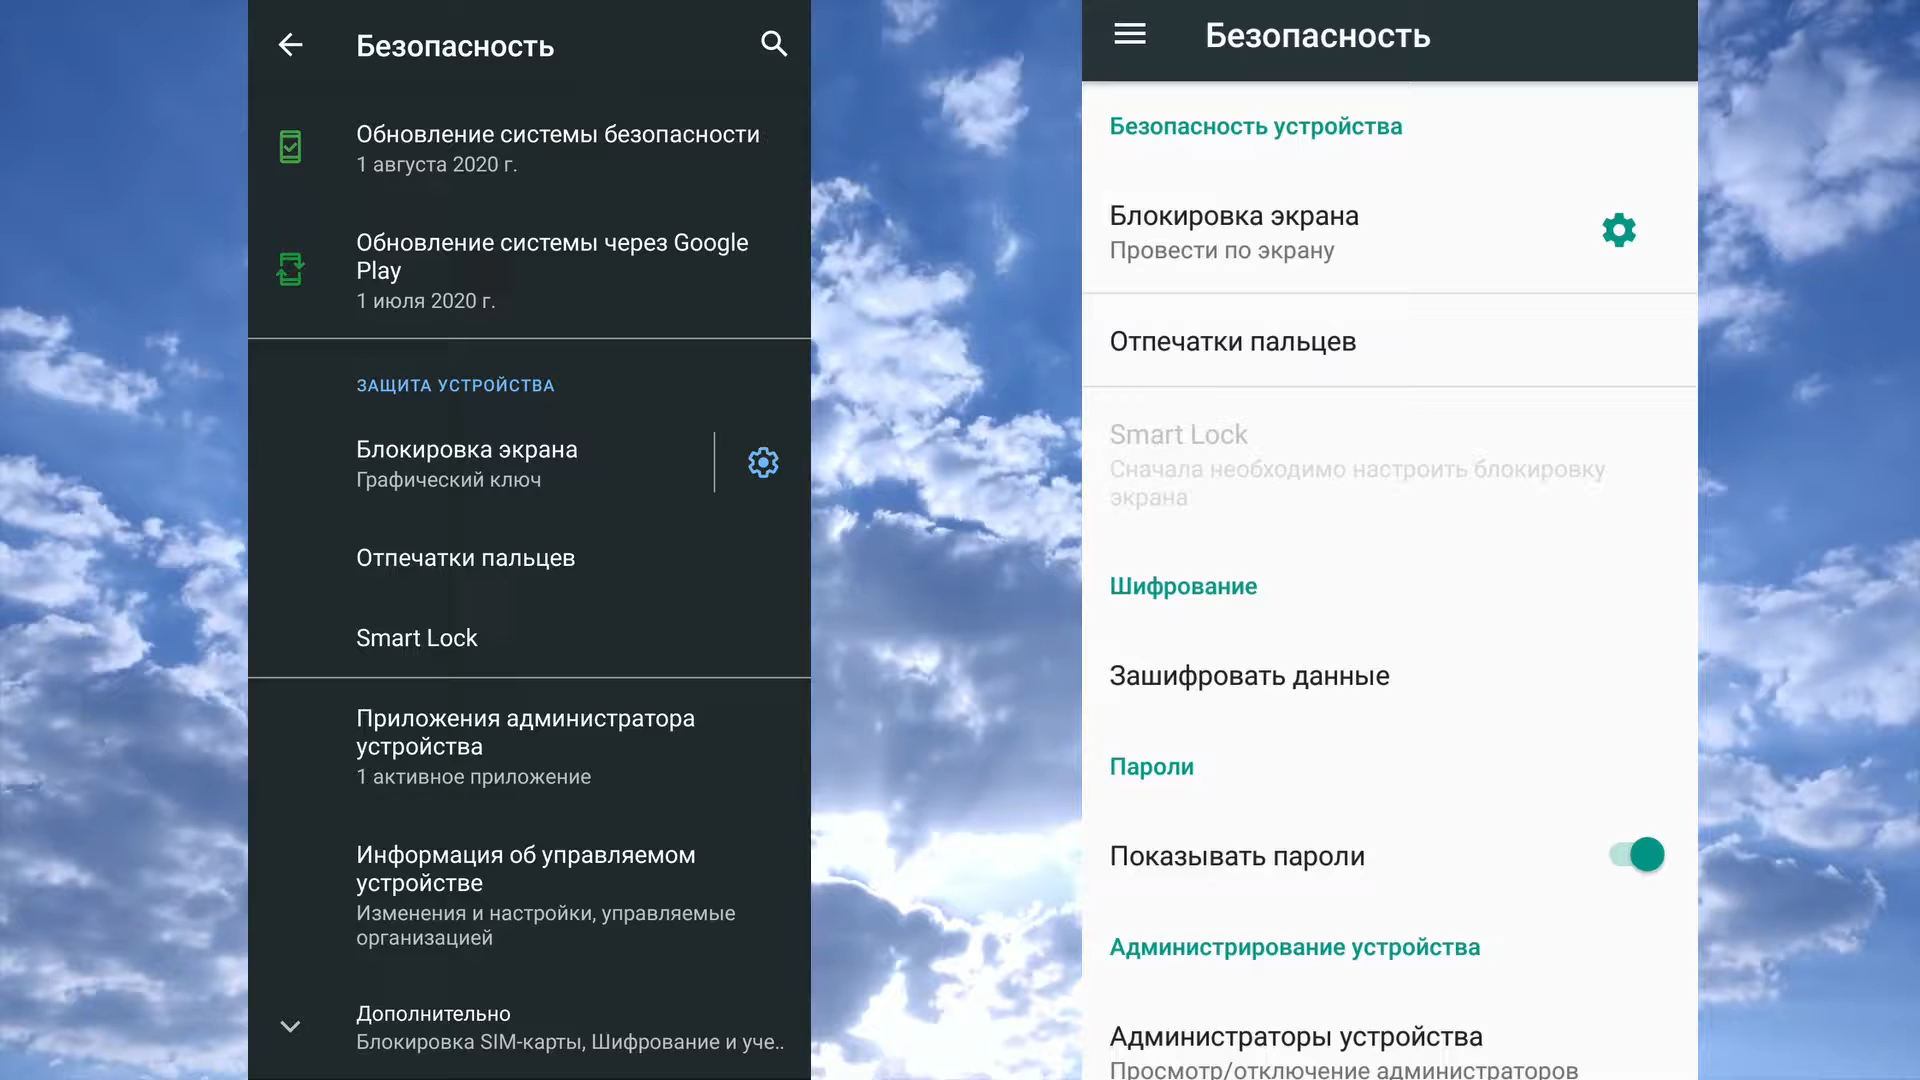 Безопасность
Обновление системы безопасности
1 августа 2020 г.
Обновление системы через Google
Play
1 июля 2020 г.
ЗАЩИТА УСТРОЙСТВА
Блокировка экрана
Графический ключ
Отпечатки пальцев
Smart Lock
Приложения администратора
устройства
1 активное приложение
Информация об управляемом
устройстве
Изменения и настройки, управляемые
организацией
Дополнительно
Блокировка SIM-карты, Шифрование и уче..
Безопасность
Безопасность устройства
Блокировка экрана
Провести по экрану
Отпечатки пальцев
Smart Lock
Сначала необходимо настроить блокировку
экрана
Шифрование
Зашифровать данные
Пароли
Показывать пароли
Администрирование устройства
Администраторы устройства
Просмотр/отключение администраторов